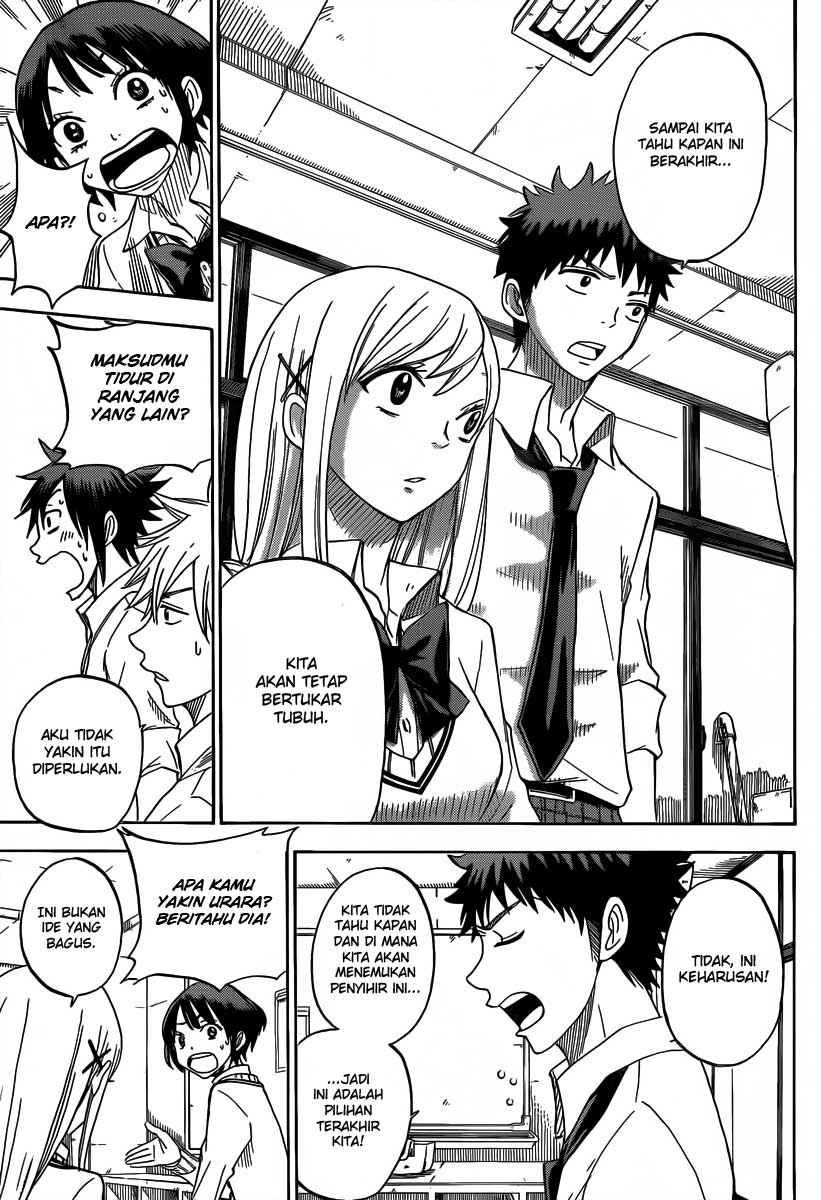 SAMPAI KITA
TAHU KAPAN INI
BERAKHIR...
KITA
AKAN TETAP
BERTUKAR
TUBUH.
APA?!
MAKSUDMU
TIDUR DI
RANJANG
YANG LAIN?
AKU TIDAK
YAKIN ITU
DIPERLUKAN.
TIDAK, INI
KEHARUSAN!
KITA TIDAK
TAHU KAPAN
DAN DI MANA
KITA AKAN
MENEMUKAN
PENYIHIR INI...
....JADI
INI ADALAH
PILIHAN
TERAKHIR
KITA!
APA KAMU
YAKIN URARA?
BERITAHU DIA!
INI BUKAN
IDE YANG
BAGUS.